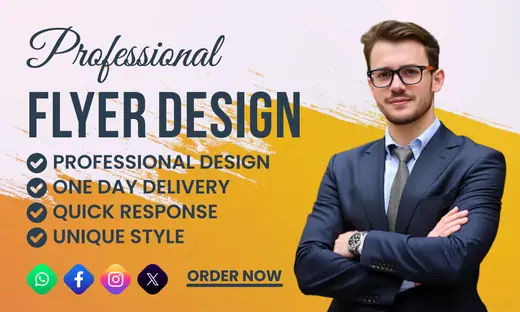 Professional
FLYER DESIGN
PROFESSIONAL DESIGN
ONE DAY DELIVERY
QUICK RESPONSE
UNIQUE STYLE
ORDER NOW